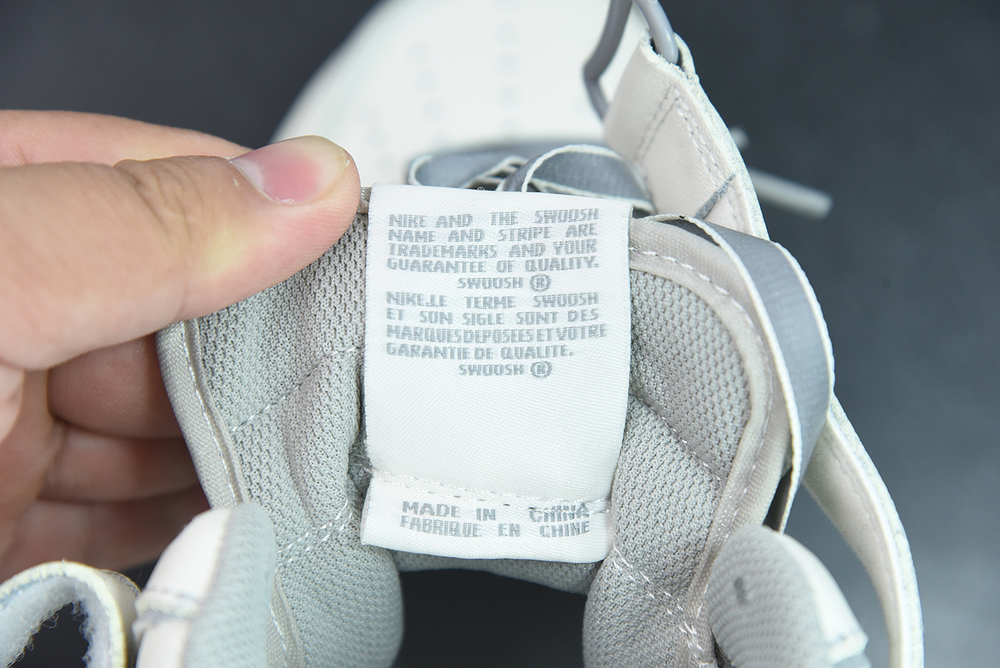 NIKE AND THE SWOOSH
NAME AND STRIPE ARE
TRADEMARKS AND YOUR
GUARANTEE OF QUALITY.
SWOOSH ®
NIKE.LE TERME SWOOSH
ET SON SIGLE SONT DES
MARQUES DEPOSEES ET VOTRE
GARANTIE DE QUALITE.
SWOOSH ®
MADE IN CHINA
FABRIQUE EN CHINE